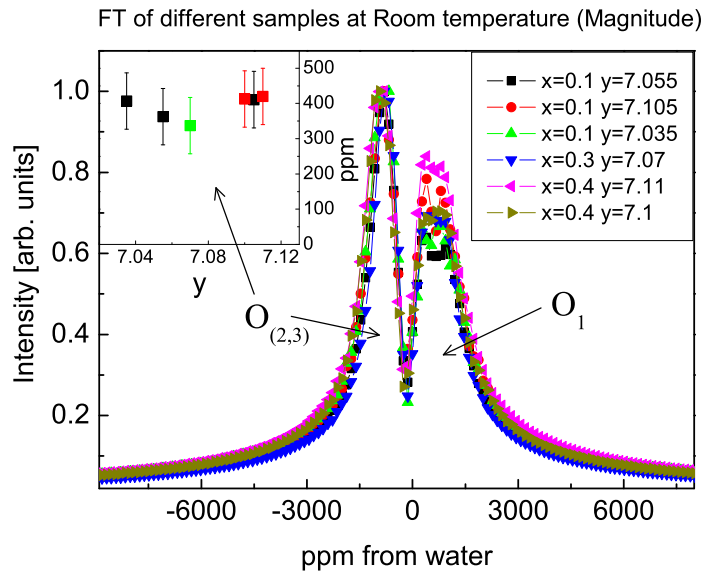 FT of different samples at Room temperature (Magnitude)
Intensity [arb. units]
1.0
0.8
0.6
0.4
0.2
-6000
-3000
0
3000
6000
ppm from water
7.04
7.08
7.12
y
500
400
300
200
100
0
ppm
O(2,3)
O1
x=0.1 y=7.055
x=0.1 y=7.105
x=0.1 y=7.035
x=0.3 y=7.07
x=0.4 y=7.11
x=0.4 y=7.1